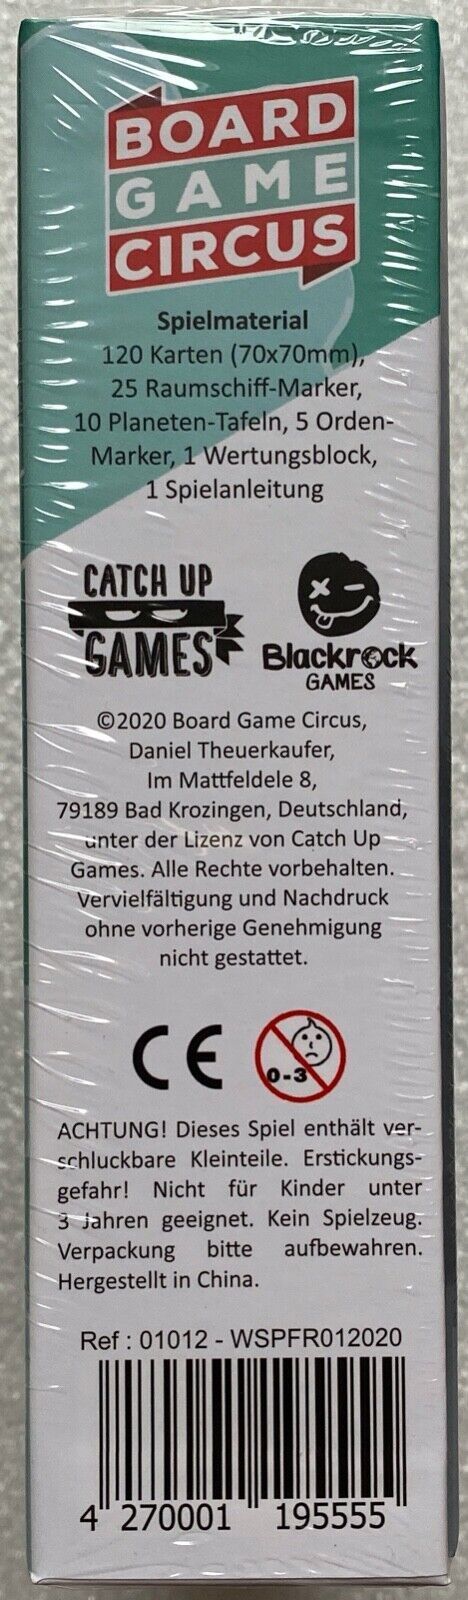 BOARD
GAME
CIRCUS
Spielmaterial
120 Karten (70x70mm),
25 Raumschiff-Marker,
10 Planeten-Tafeln, 5 Orden-
Marker, 1 Wertungsblock,
1 Spielanleitung
CATCH UP
GAMES
Blackrock
GAMES
©2020 Board Game Circus,
Daniel Theuerkaufer,
Im Mattfeldele 8,
79189 Bad Krozingen, Deutschland,
unter der Lizenz von Catch Up
Games. Alle Rechte vorbehalten.
Vervielfältigung und Nachdruck
ohne vorherige Genehmigung
nicht gestattet.
CE
0-3
ACHTUNG! Dieses Spiel enthält ver-
schluckbare Kleinteile. Erstickungs-
gefahr! Nicht für Kinder unter
3 Jahren geeignet. Kein Spielzeug.
Verpackung bitte aufbewahren.
Hergestellt in China.
Ref : 01012 - WSPFR012020
4 270001 195555